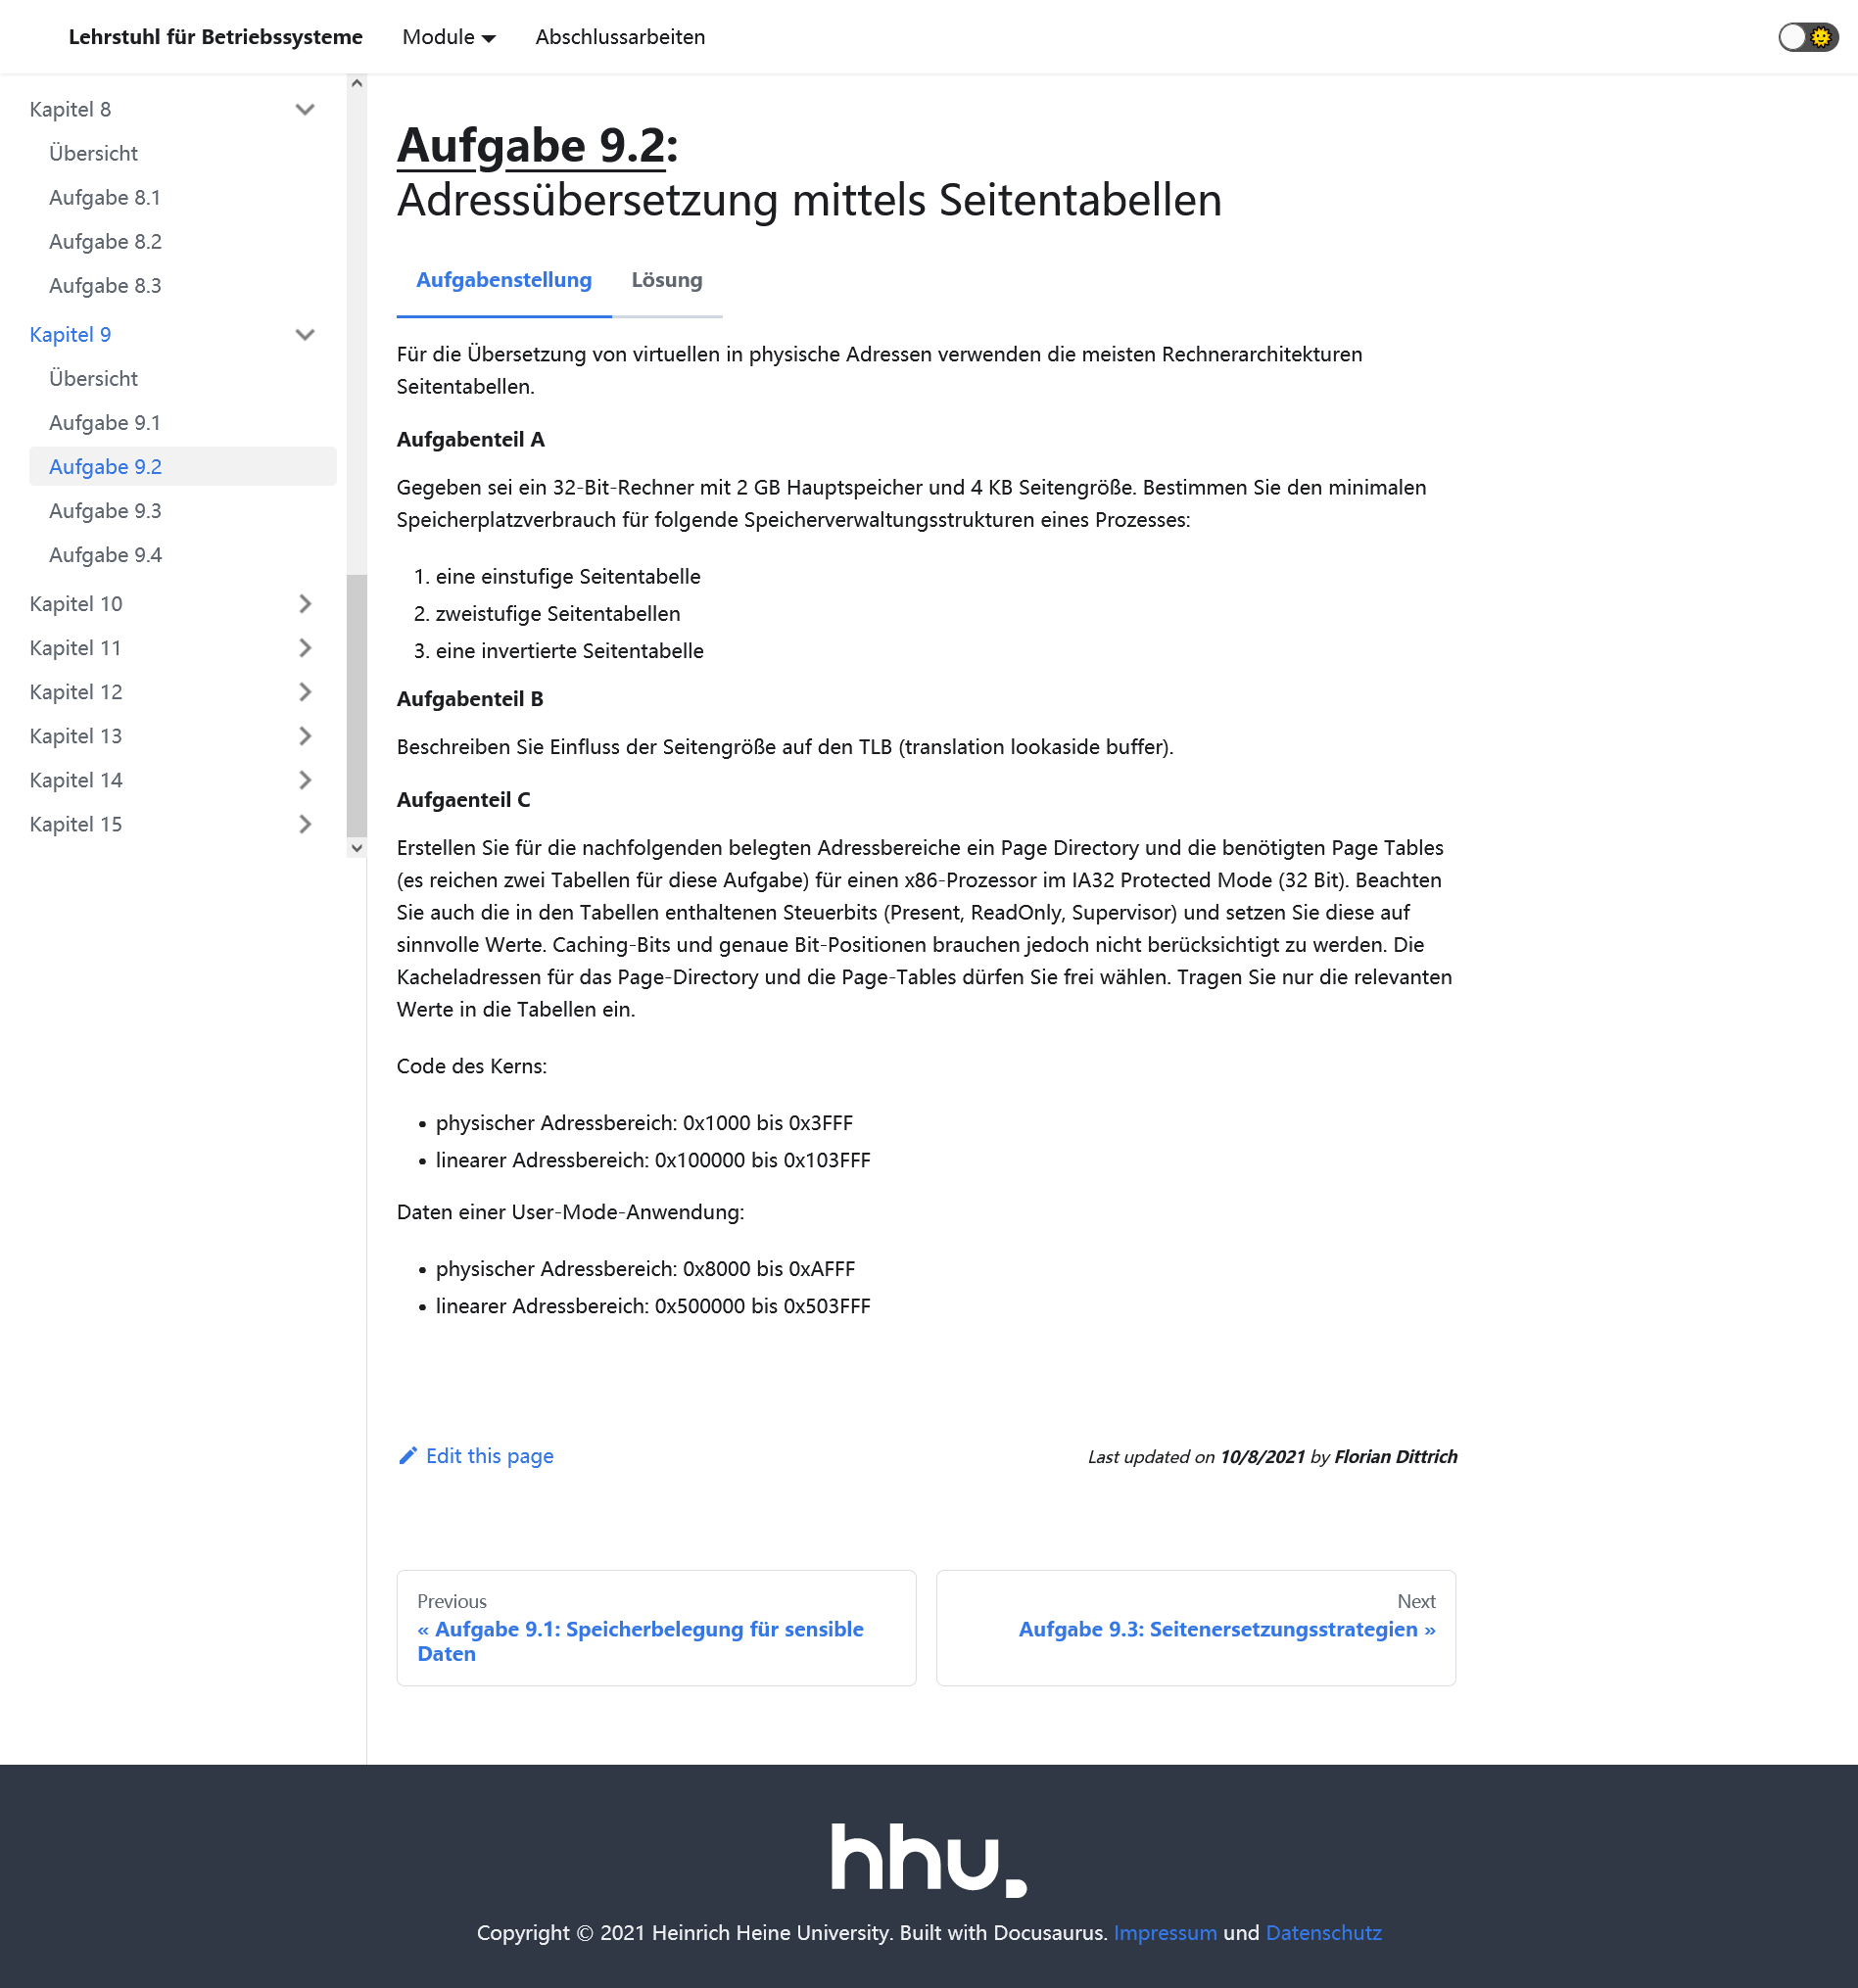 Lehrstuhl für Betriebssysteme Module Abschlussarbeiten
Kapitel 8
Übersicht
Aufgabe 8.1
Aufgabe 8.2
Aufgabe 8.3
Kapitel 9
Übersicht
Aufgabe 9.1
Aufgabe 9.2
Aufgabe 9.3
Aufgabe 9.4
Kapitel 10
Kapitel 11
Kapitel 12
Kapitel 13
Kapitel 14
Kapitel 15
Aufgabe 9.2:
Adressübersetzung mittels Seitentabellen
Aufgabenstellung Lösung
Für die Übersetzung von virtuellen in physische Adressen verwenden die meisten Rechnerarchitekturen
Seitentabellen.
Aufgabenteil A
Gegeben sei ein 32-Bit-Rechner mit 2 GB Hauptspeicher und 4 KB Seitengröße. Bestimmen Sie den minimalen
Speicherplatzverbrauch für folgende Speicherverwaltungsstrukturen eines Prozesses:
1. eine einstufige Seitentabelle
2. zweistufige Seitentabellen
3. eine invertierte Seitentabelle
Aufgabenteil B
Beschreiben Sie Einfluss der Seitengröße auf den TLB (translation lookaside buffer).
Aufgaenteil C
Erstellen Sie für die nachfolgenden belegten Adressbereiche ein Page Directory und die benötigten Page Tables
(es reichen zwei Tabellen für diese Aufgabe) für einen x86-Prozessor im IA32 Protected Mode (32 Bit). Beachten
Sie auch die in den Tabellen enthaltenen Steuerbits (Present, ReadOnly, Supervisor) und setzen Sie diese auf
sinnvolle Werte. Caching-Bits und genaue Bit-Positionen brauchen jedoch nicht berücksichtigt zu werden. Die
Kacheladressen für das Page-Directory und die Page-Tables dürfen Sie frei wählen. Tragen Sie nur die relevanten
Werte in die Tabellen ein.
Code des Kerns:
• physischer Adressbereich: 0x1000 bis 0x3FFF
• linearer Adressbereich: 0x100000 bis 0x103FFF
Daten einer User-Mode-Anwendung:
• physischer Adressbereich: 0x8000 bis 0xAFFF
• linearer Adressbereich: 0x500000 bis 0x503FFF
Edit this page
Last updated on 10/8/2021 by Florian Dittrich
Previous
« Aufgabe 9.1: Speicherbelegung für sensible
Daten
Next
Aufgabe 9.3: Seitenersetzungsstrategien »
hhu.
Copyright © 2021 Heinrich Heine University. Built with Docusaurus. Impressum und Datenschutz